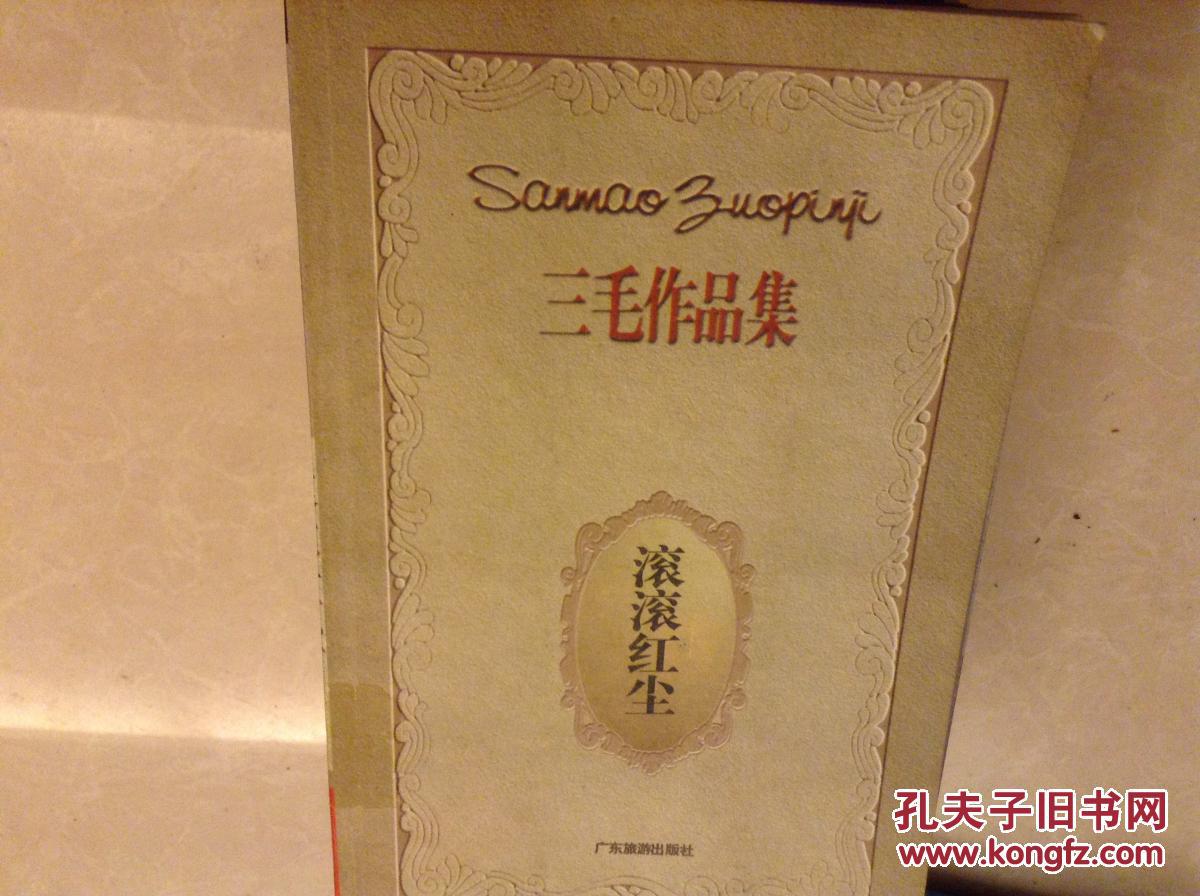 Sanmao Zuopinji
三毛作品集
滚滚红尘
广东旅游出版社
孔夫子旧书网
www.kongfz.com